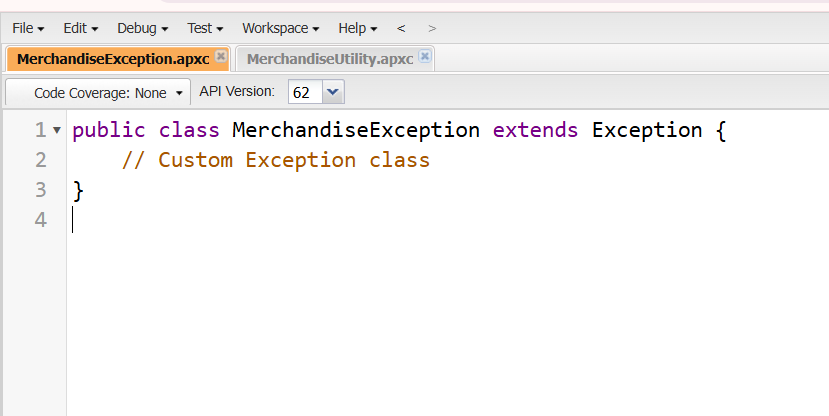 File Edit Debug Test Workspace Help < >
MerchandiseException.apxc MerchandiseUtility.apxc
Code Coverage: None API Version: 62
1 public class MerchandiseException extends Exception {
2 // Custom Exception class
3 }
4